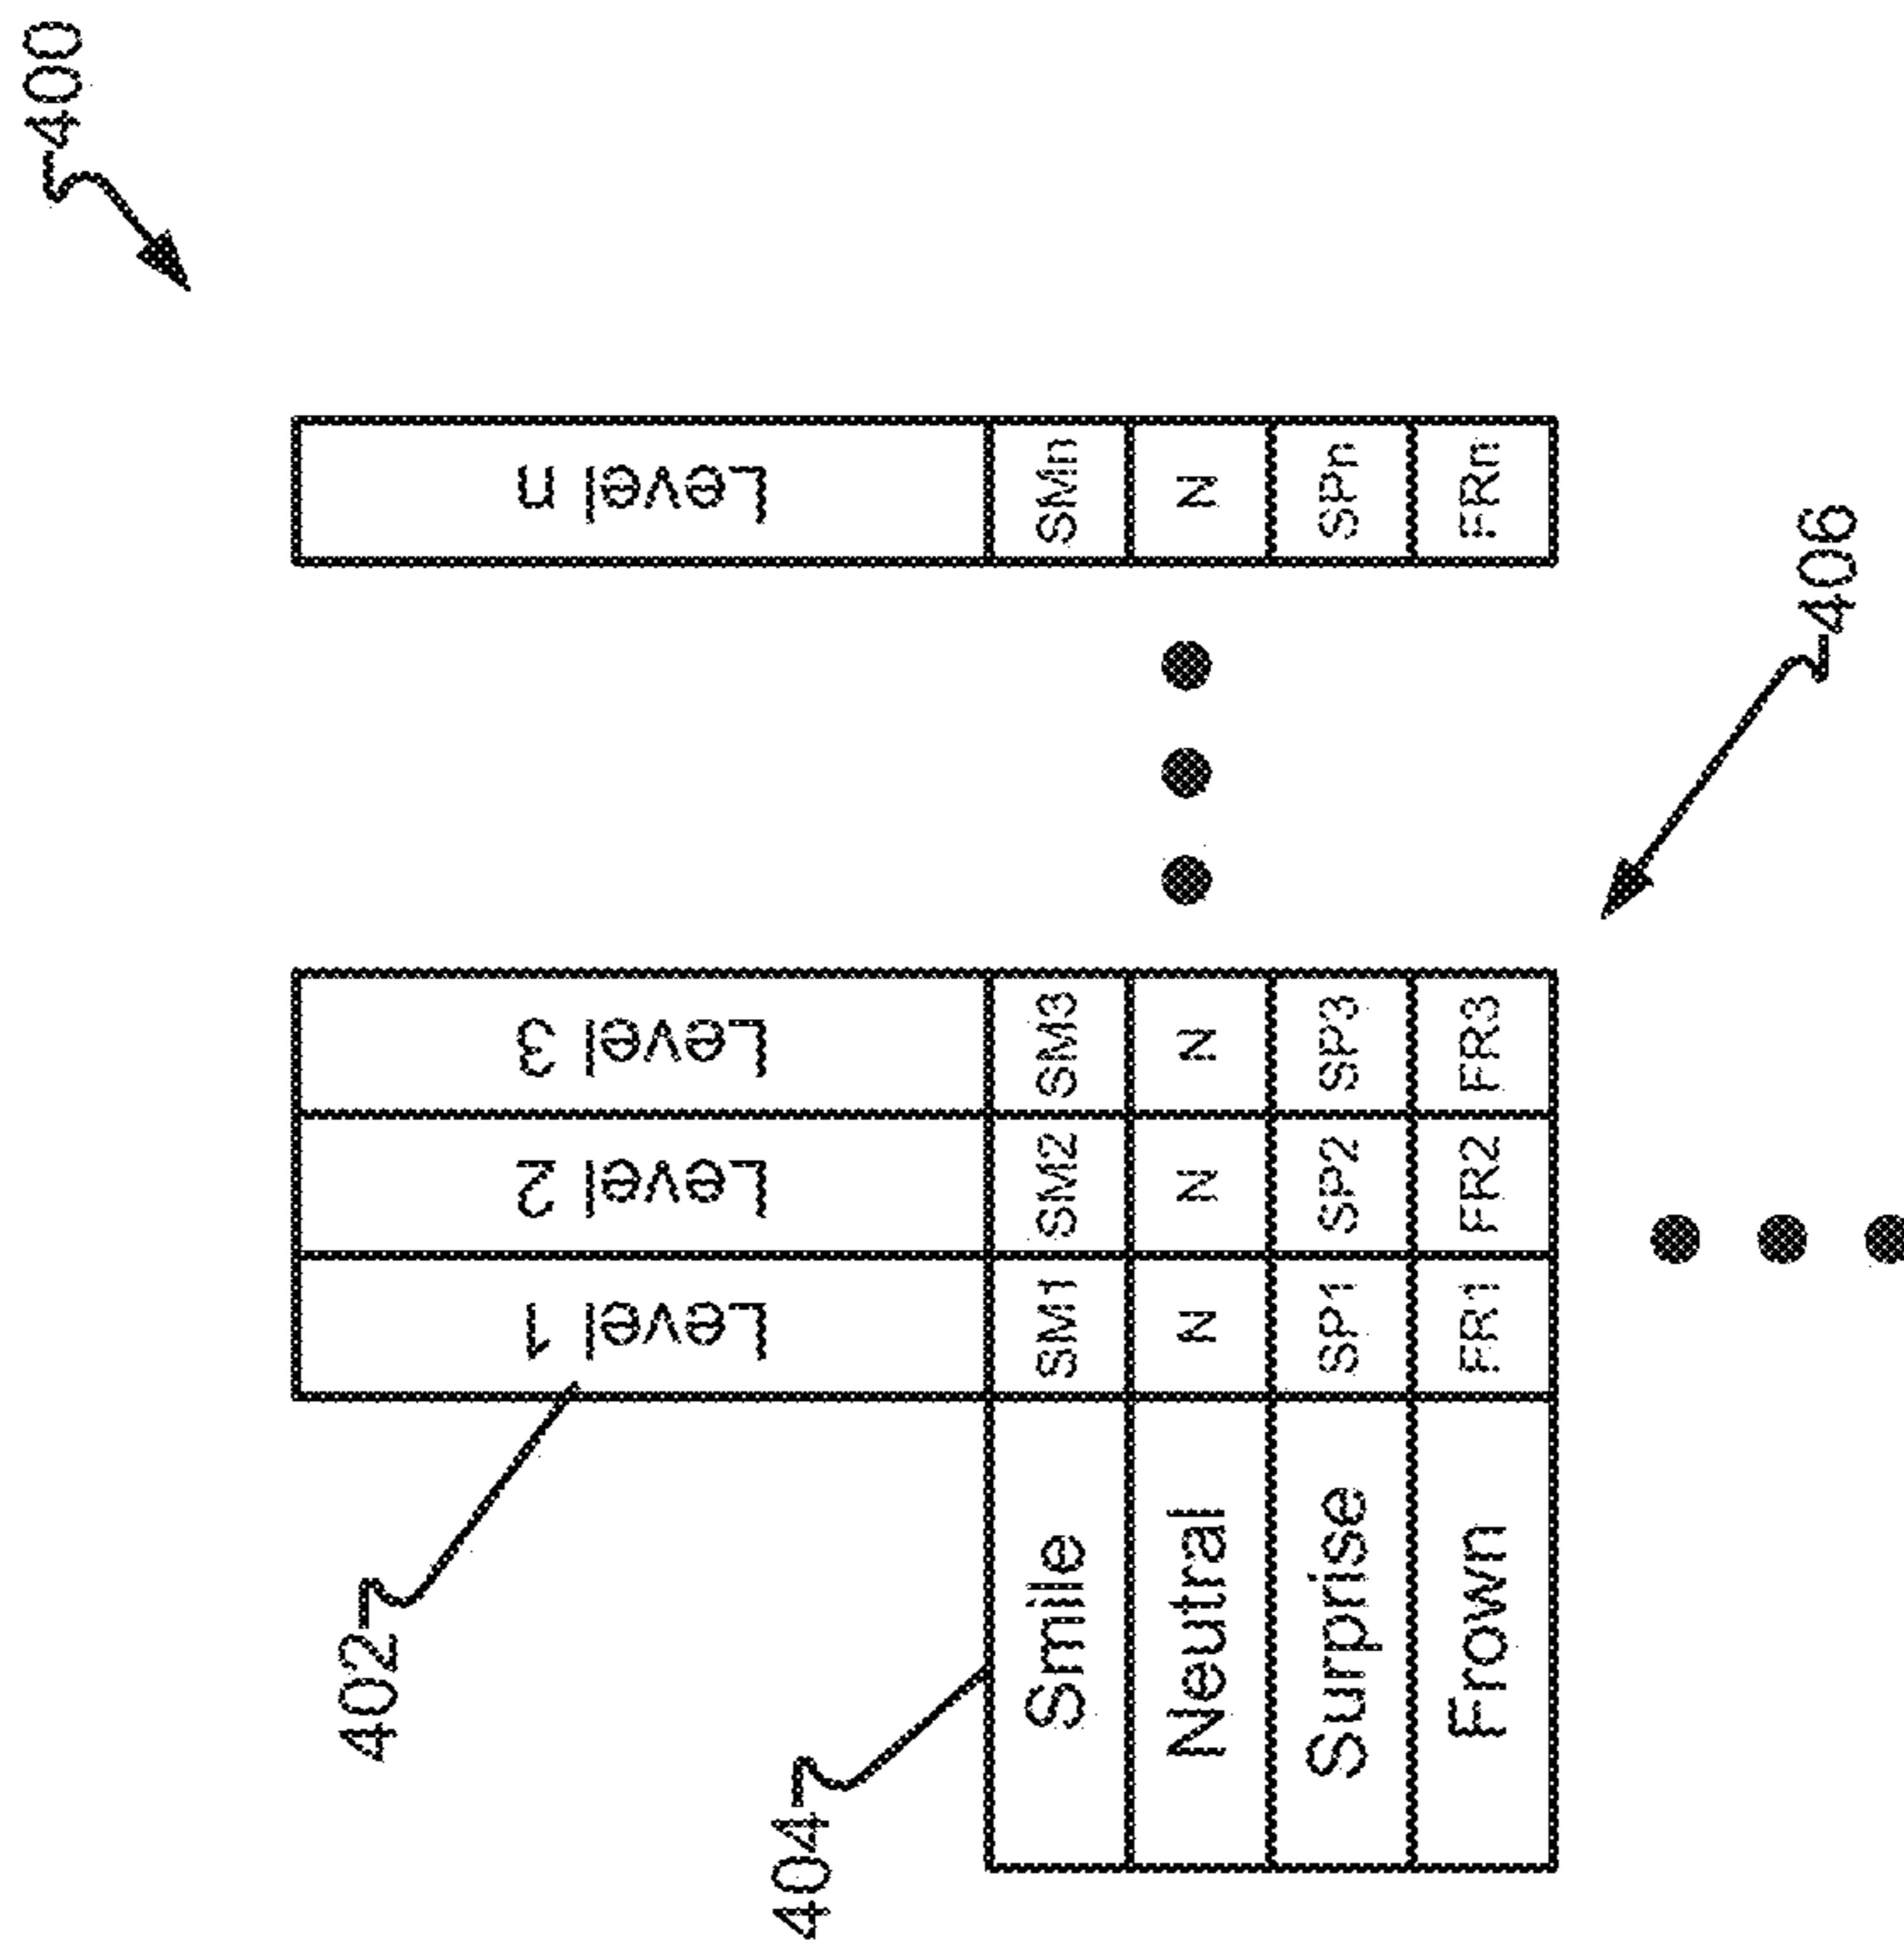 400
402
Level 1
Level 2
Level 3
Level n
404
Smile SM1 SM2 SM3 SMn
Neutral N N N N
Surprise SP1 SP2 SP3 SPn
Frown FR1 FR2 FR3 FRn
406